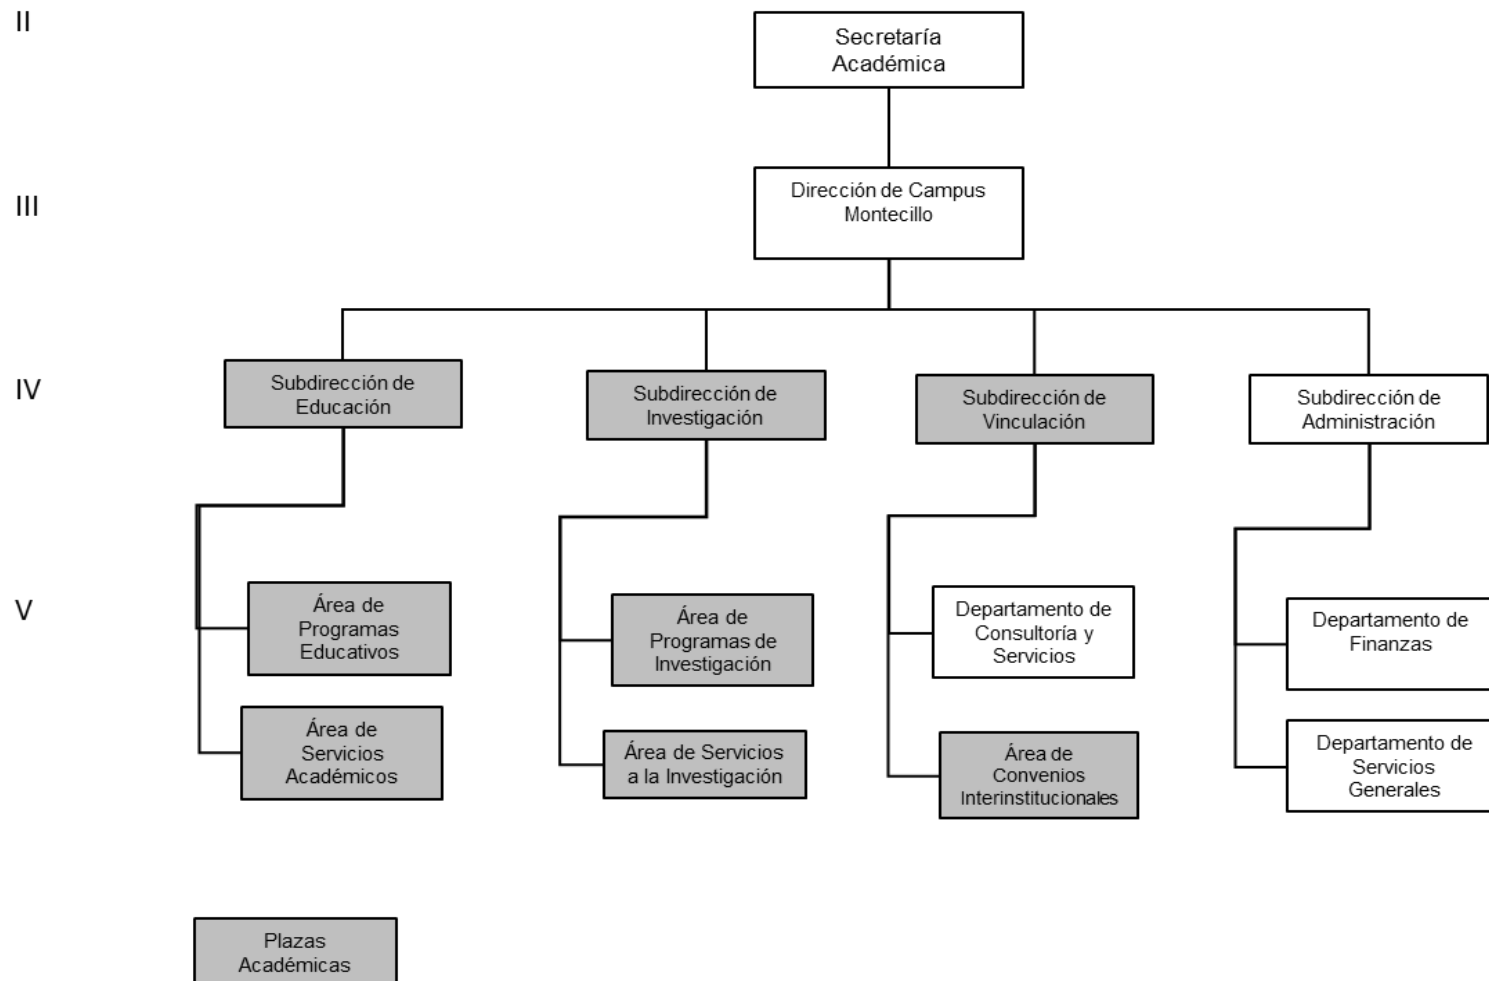 II
Secretaría
Académica
III
Dirección de Campus
Montecillo
IV
Subdirección de
Educación
Subdirección de
Investigación
Subdirección de
Vinculación
Subdirección de
Administración
V
Área de
Programas
Educativos
Área de
Programas de
Investigación
Departamento de
Consultoría y
Servicios
Departamento de
Finanzas
Área de
Servicios
Académicos
Área de Servicios
a la Investigación
Área de
Convenios
Interinstitucionales
Departamento de
Servicios
Generales
Plazas
Académicas